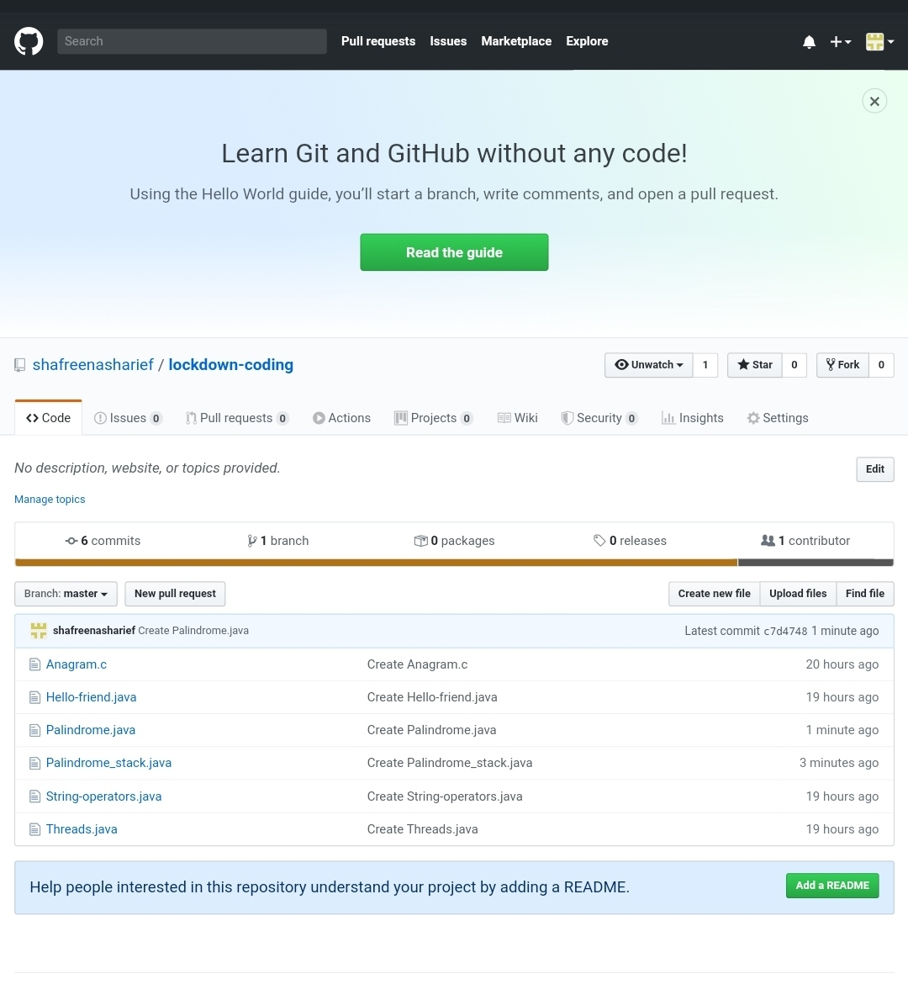 Search Pull requests Issues Marketplace Explore
Learn Git and GitHub without any code!
Using the Hello World guide, you’ll start a branch, write comments, and open a pull request.
Read the guide
shafreenasharief / lockdown-coding Unwatch 1 Star 0 Fork 0
Code Issues 0 Pull requests 0 Actions Projects 0 Wiki Security 0 Insights Settings
No description, website, or topics provided. Edit
Manage topics
6 commits 1 branch 0 packages 0 releases 1 contributor
Branch: master New pull request Create new file Upload files Find file
shafreenasharief Create Palindrome.java Latest commit c7d4748 1 minute ago
Anagram.c Create Anagram.c 20 hours ago
Hello-friend.java Create Hello-friend.java 19 hours ago
Palindrome.java Create Palindrome.java 1 minute ago
Palindrome_stack.java Create Palindrome_stack.java 3 minutes ago
String-operators.java Create String-operators.java 19 hours ago
Threads.java Create Threads.java 19 hours ago
Help people interested in this repository understand your project by adding a README. Add a README